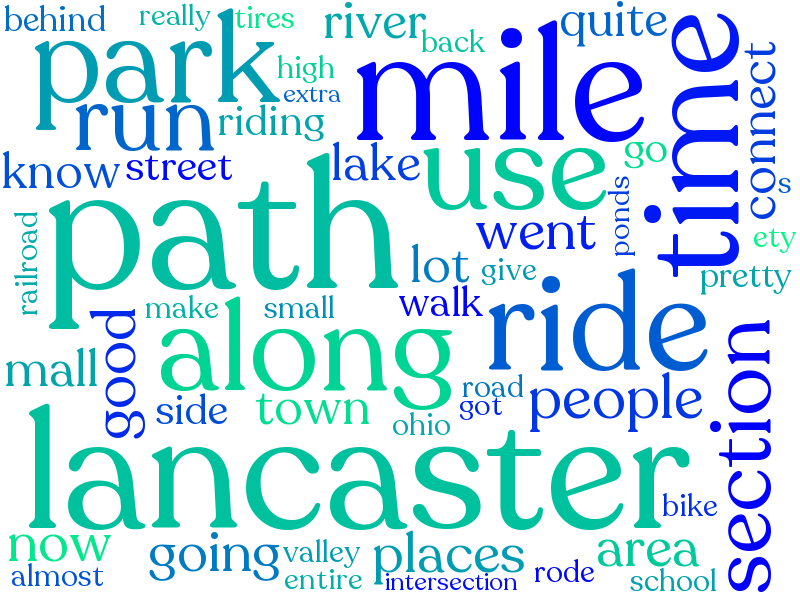 behind
really
tires
river
back
quite
park
high
extra
mile
time
run
riding
connect
know
street
lake
use
go
s
path
ponds
went
ety
railroad
lot
give
pretty
make
small
walk
ride
along
good
mall
side
town
road
got
people
section
ohio
lancaster
bike
now
going
valley
places
area
almost
entire
intersection
rode
school